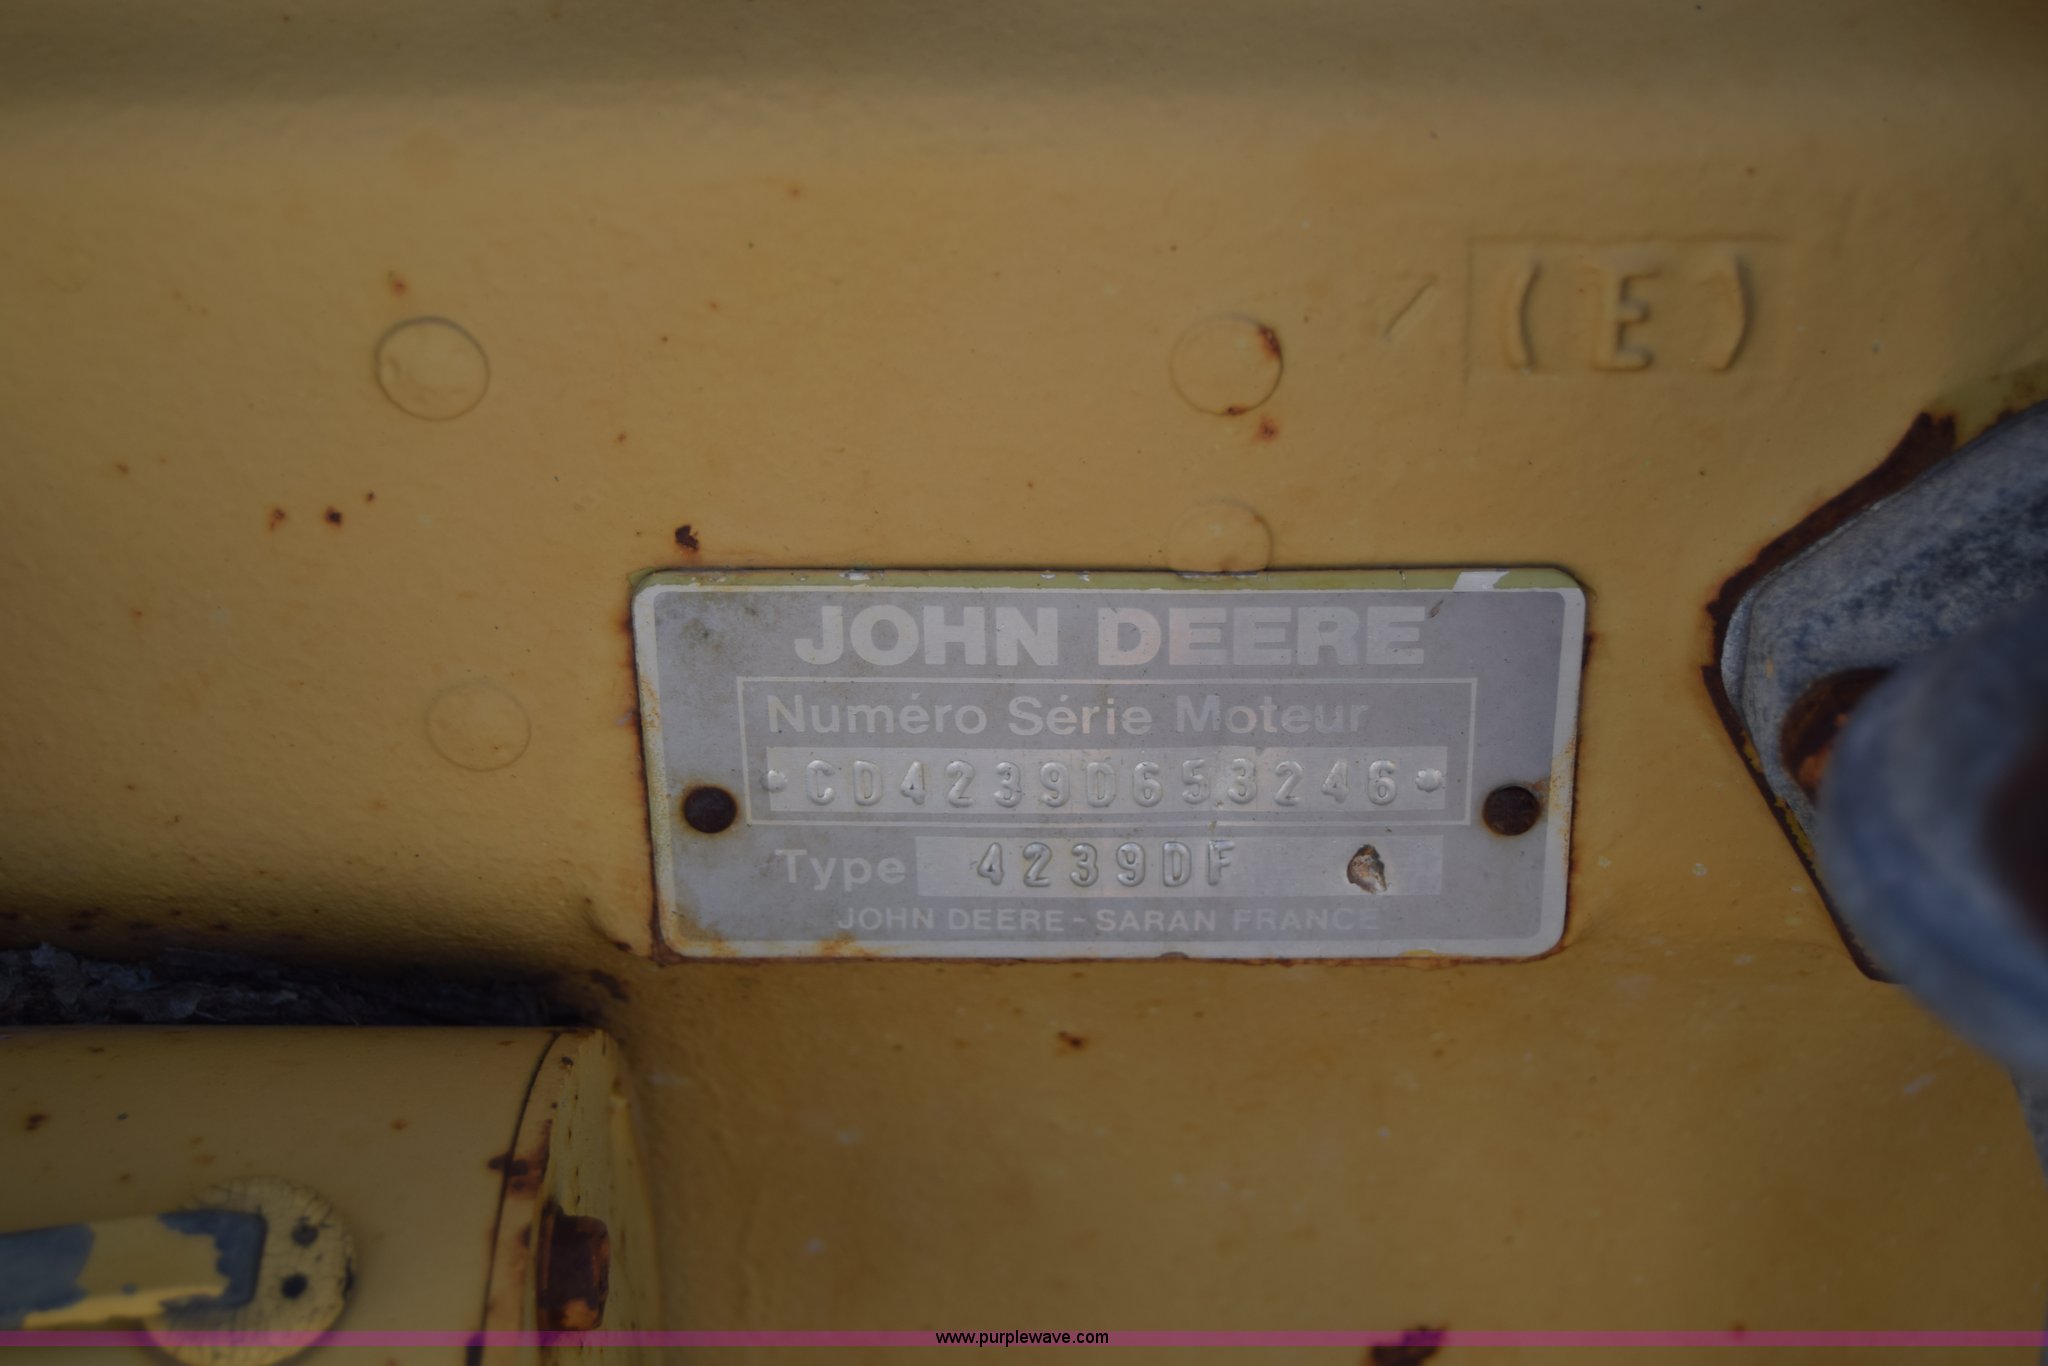 (E)
JOHN DEERE
Numéro Série Moteur
*CD4239D653246*
Type 4239DF
JOHN DEERE-SARAN FRANCE
www.purplewave.com